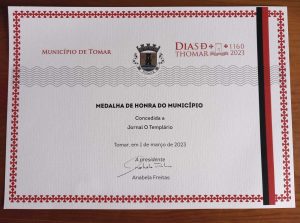 MUNICÍPIO DE TOMAR
DIAS D
THOMAR
1160
2023
MEDALHA DE HONRA DO MUNICÍPIO
Concedida a
Jornal O Templário
Tomar, em 1 de março de 2023
A presidente
Anabela Freitas